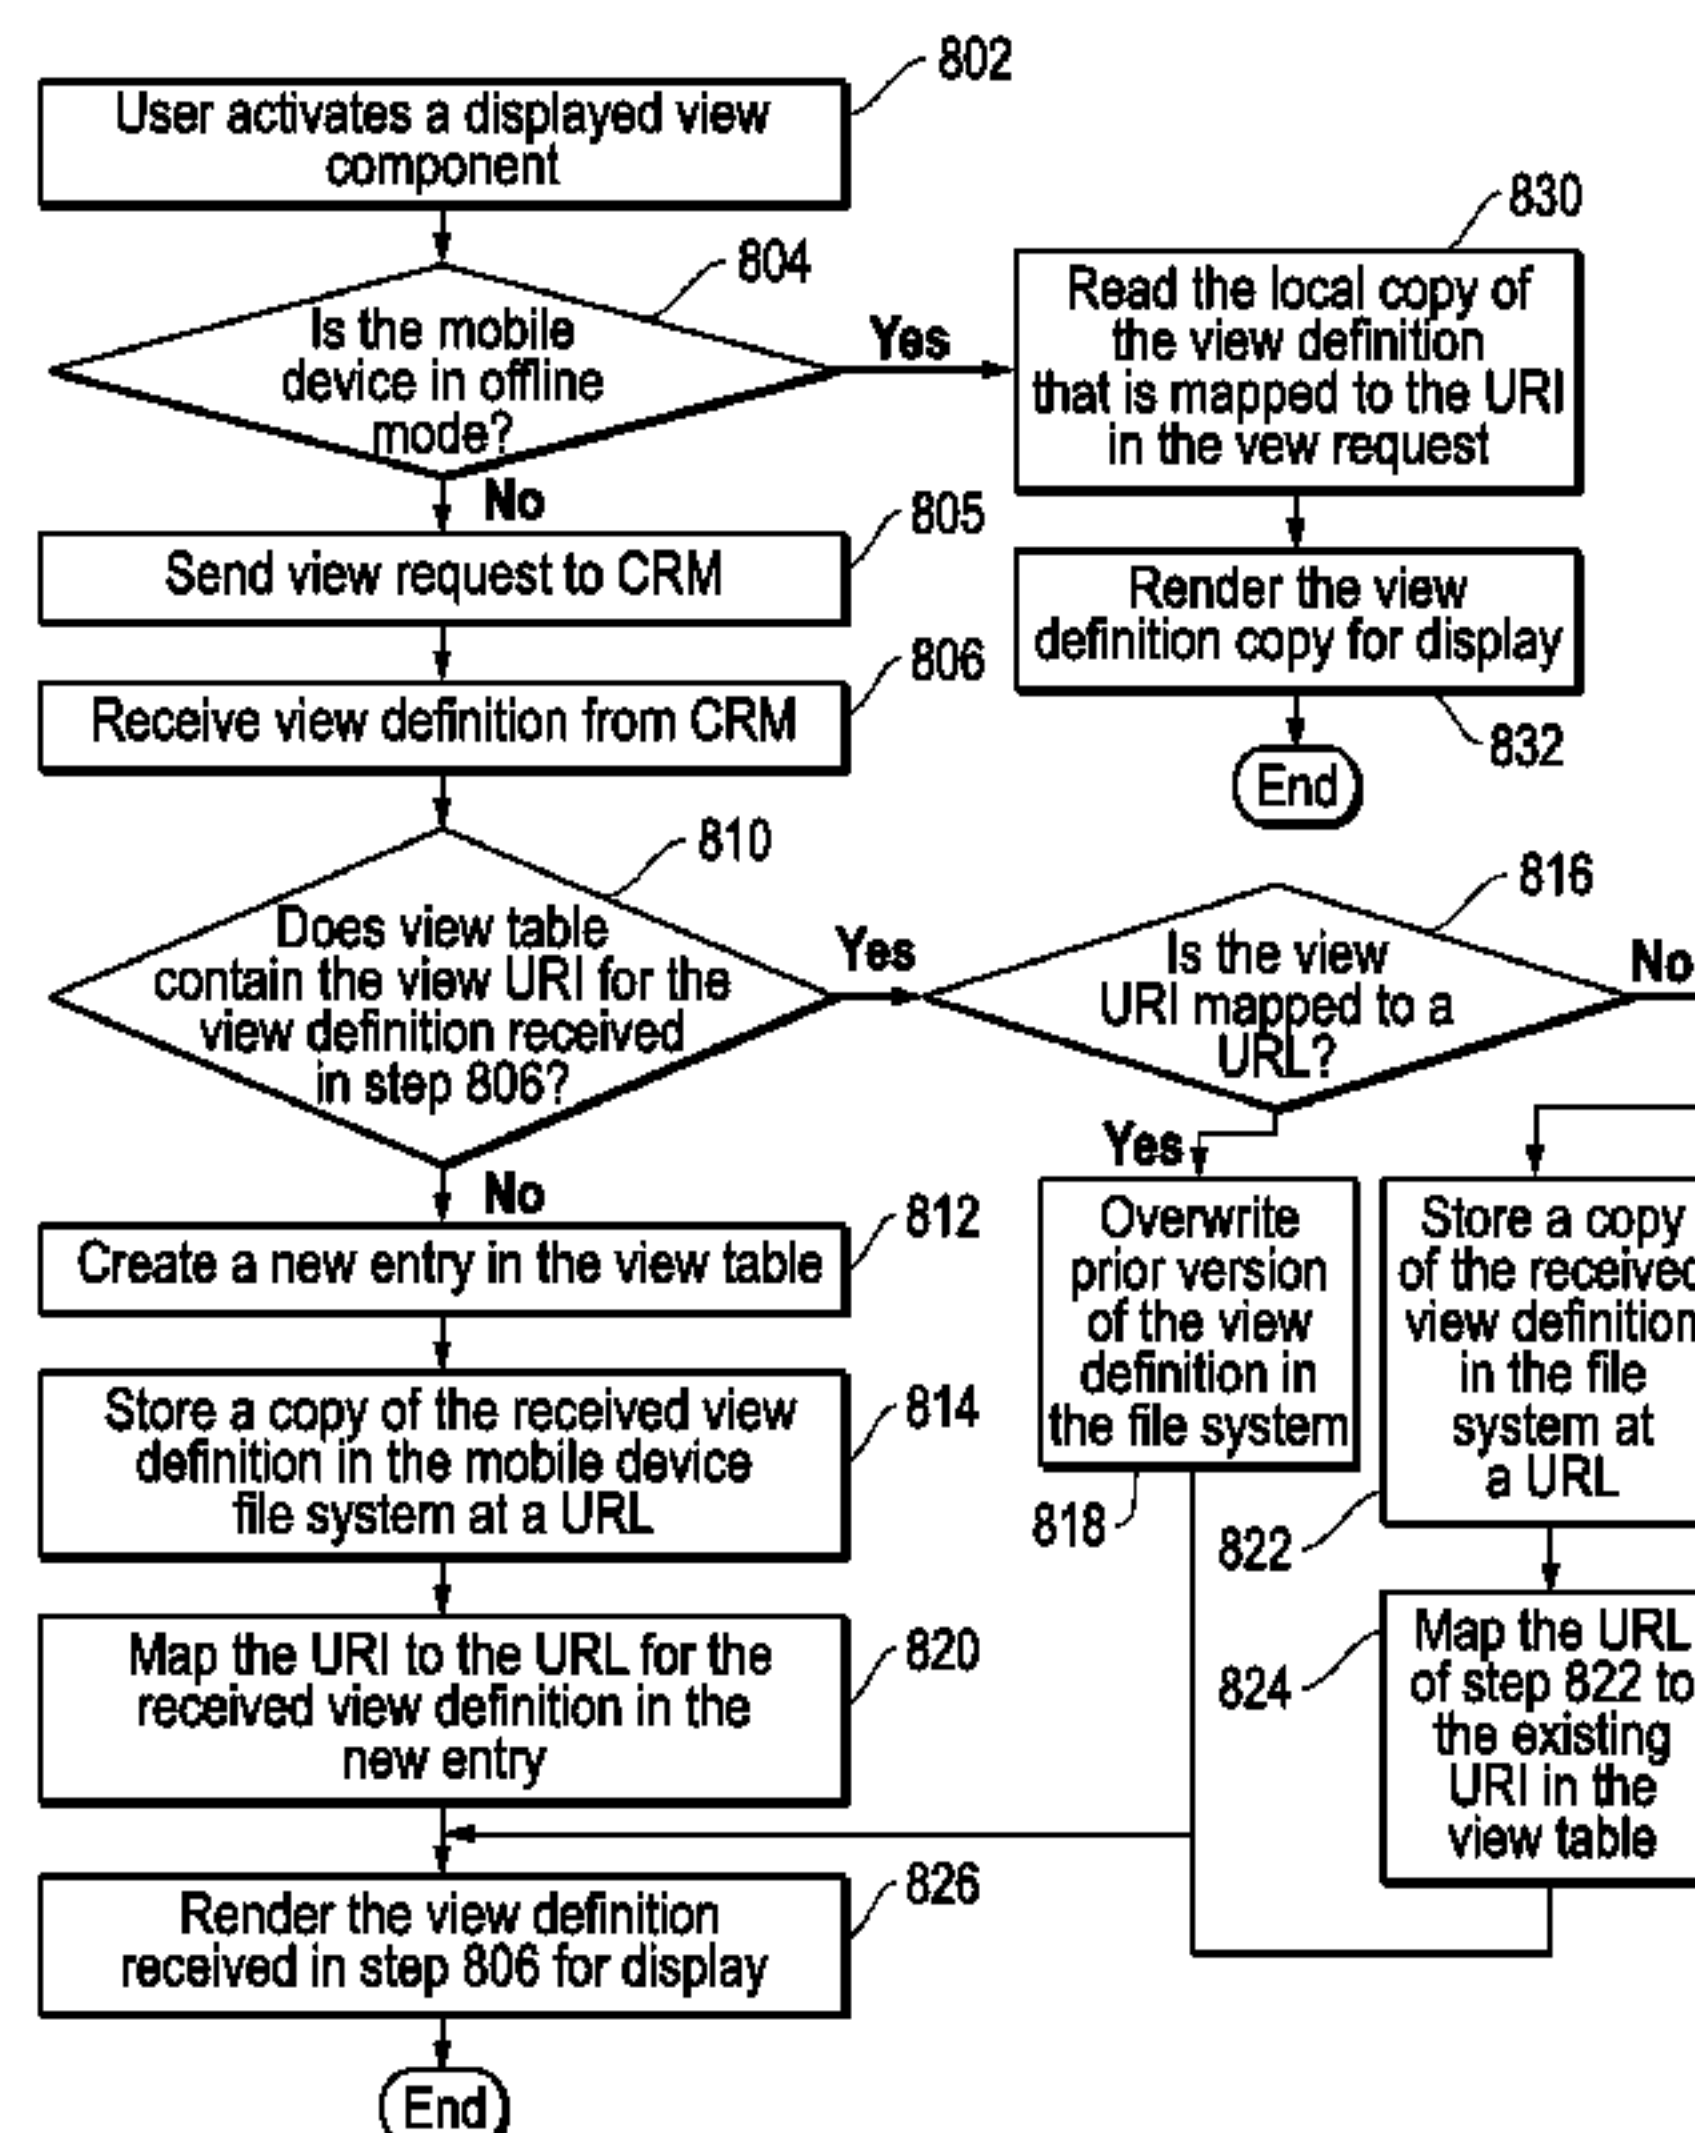 802
User activates a displayed view
component
804
Is the mobile
device in offline
mode?
Yes
No
830
Read the local copy of
the view definition
that is mapped to the URI
in the vew request
805
Send view request to CRM
Render the view
definition copy for display
832
End
806
Receive view definition from CRM
810
Does view table
contain the view URI for the
view definition received
in step 806?
Yes
No
816
Is the view
URI mapped to a
URL?
No
Yes
812
Create a new entry in the view table
Overwrite
prior version
of the view
definition in
the file system
818
Store a copy
of the received
view definition
in the file
system at
a URL
822
814
Store a copy of the received view
definition in the mobile device
file system at a URL
820
Map the URI to the URL for the
received view definition in the
new entry
824
Map the URL
of step 822 to
the existing
URI in the
view table
826
Render the view definition
received in step 806 for display
End